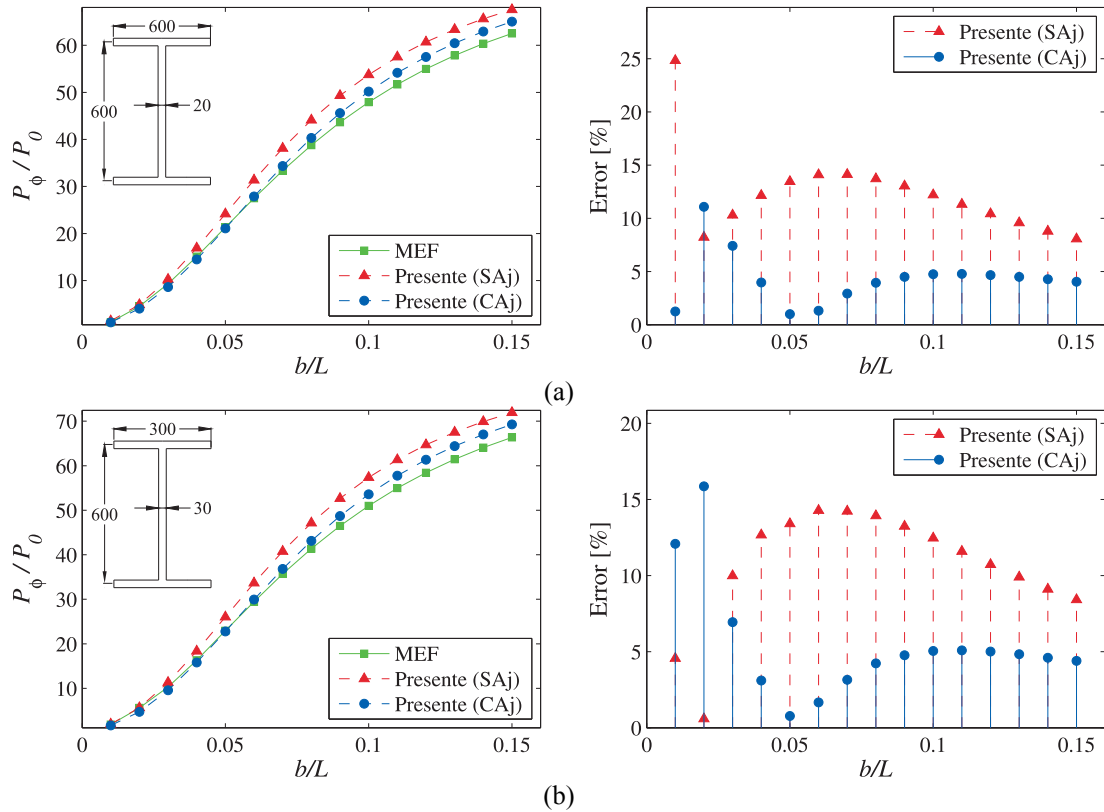 600
600
20
P_ϕ / P_0
60
50
40
30
20
10
0
0.05
0.1
0.15
b/L
MEF
Presente (SAj)
Presente (CAj)
Error [%]
25
20
15
10
5
0
0
0.05
0.1
0.15
b/L
Presente (SAj)
Presente (CAj)
(a)
300
600
30
P_ϕ / P_0
70
60
50
40
30
20
10
0
0.05
0.1
0.15
b/L
MEF
Presente (SAj)
Presente (CAj)
Error [%]
20
15
10
5
0
0
0.05
0.1
0.15
b/L
Presente (SAj)
Presente (CAj)
(b)